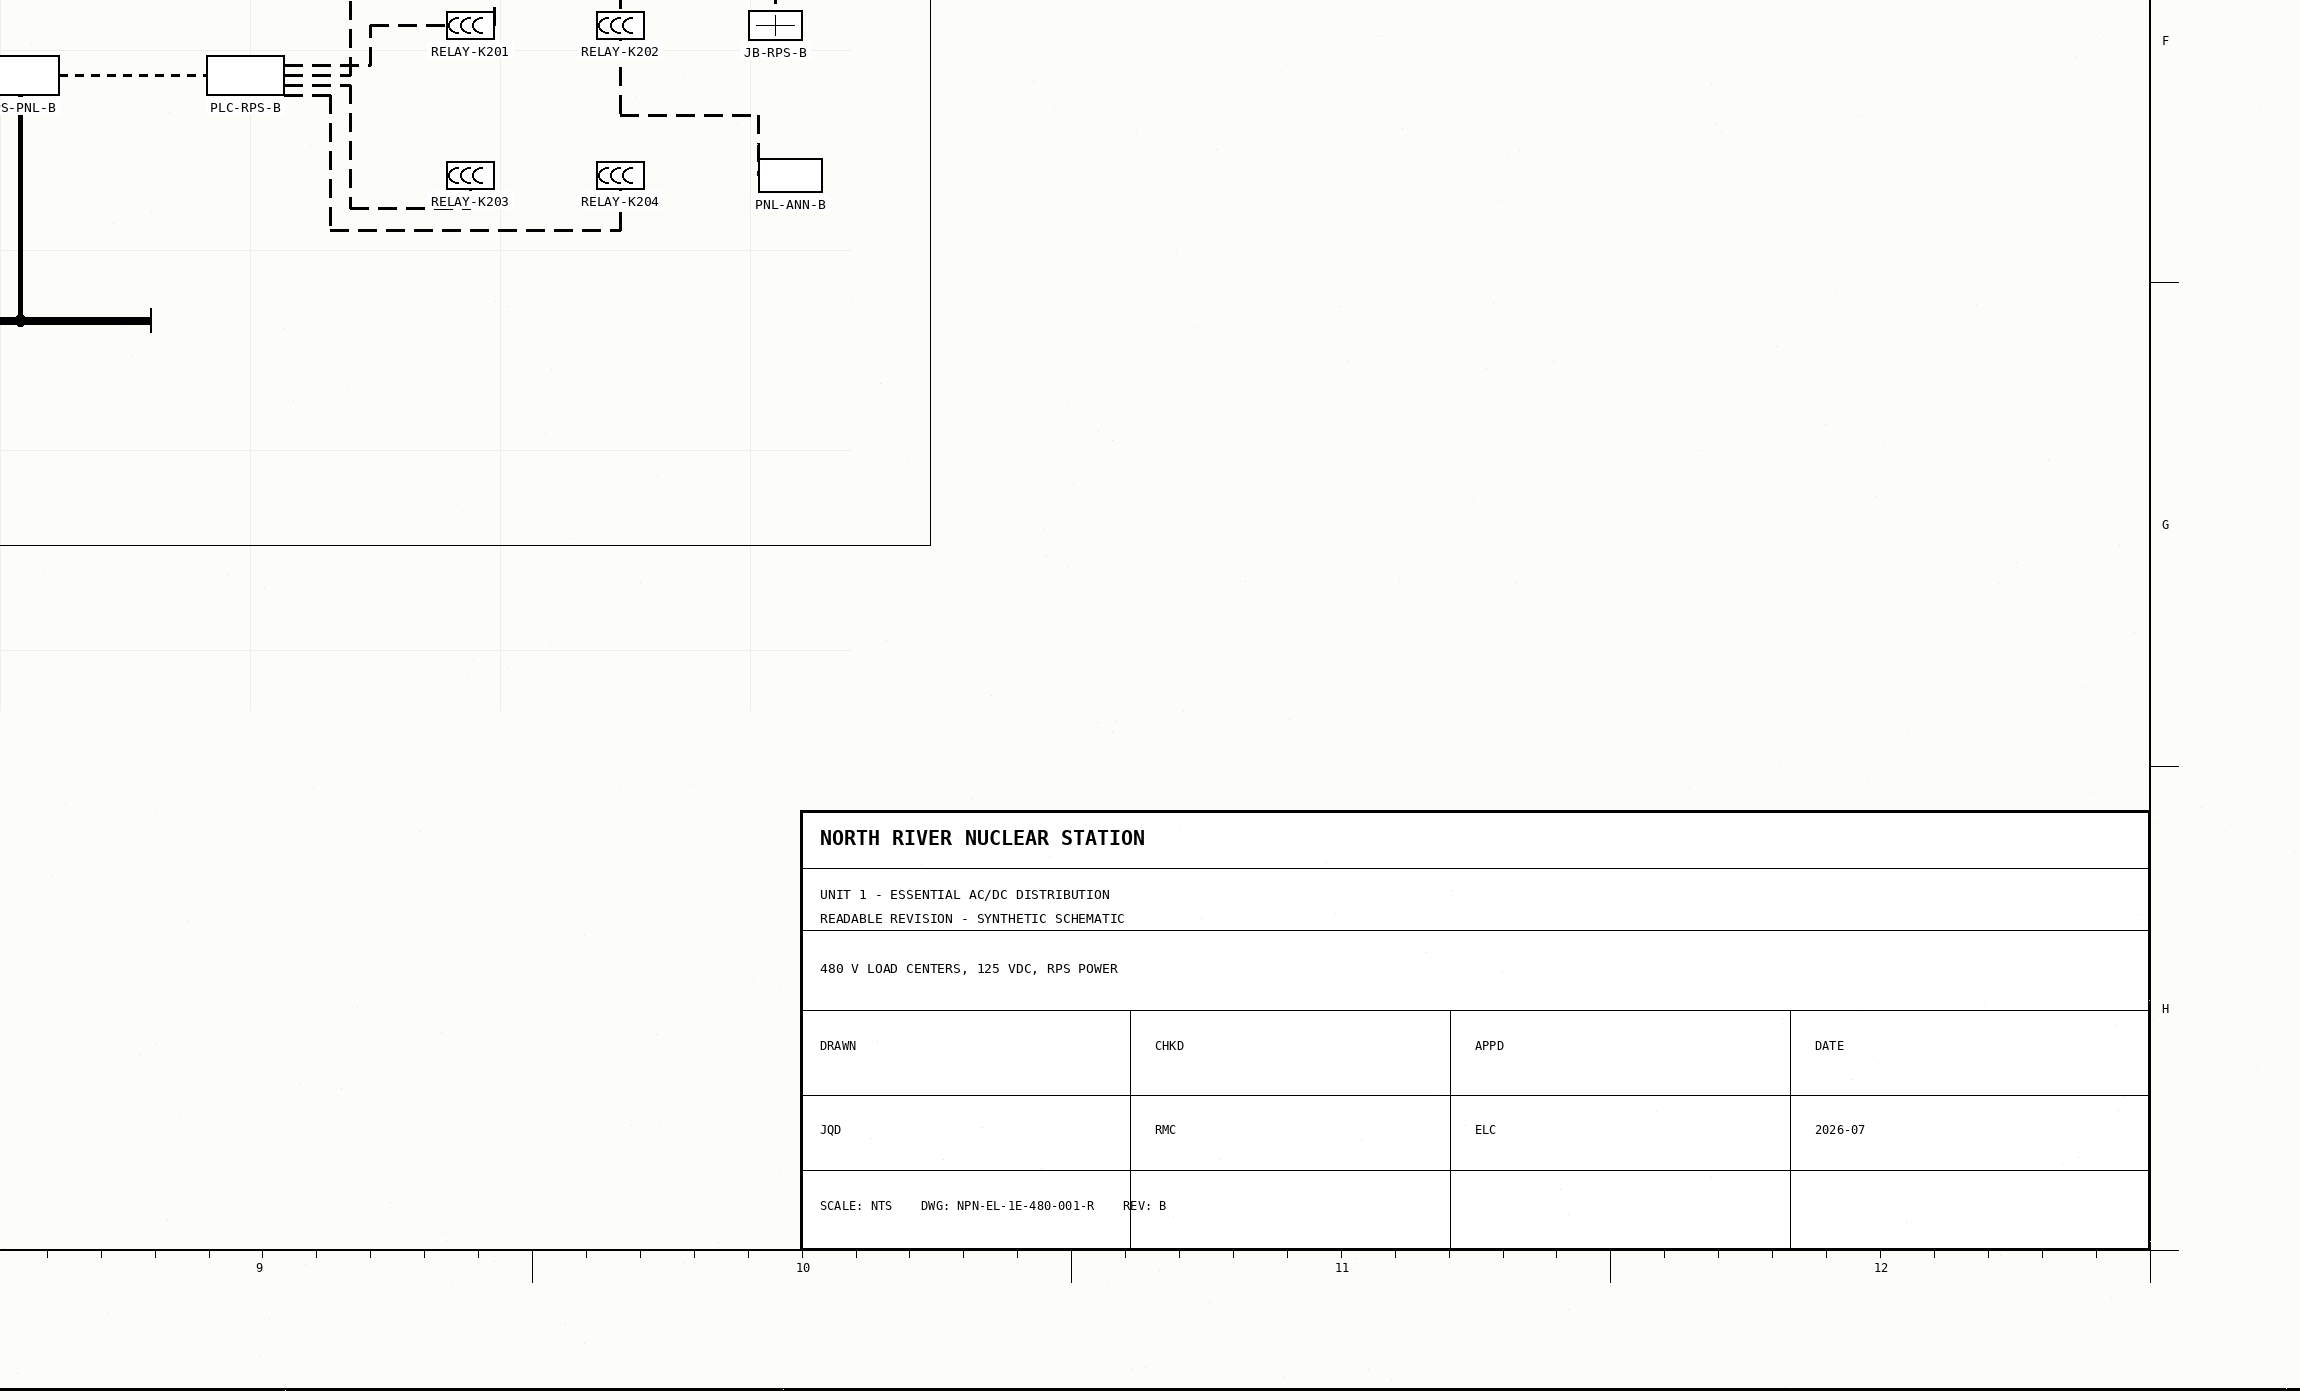 F
RELAY-K201 RELAY-K202 JB-RPS-B
S-PNL-B PLC-RPS-B
RELAY-K203 RELAY-K204 PNL-ANN-B
G
NORTH RIVER NUCLEAR STATION
UNIT 1 - ESSENTIAL AC/DC DISTRIBUTION
READABLE REVISION - SYNTHETIC SCHEMATIC
480 V LOAD CENTERS, 125 VDC, RPS POWER
H
DRAWN CHKD APPD DATE
JQD RMC ELC 2026-07
SCALE: NTS DWG: NPN-EL-1E-480-001-R REV: B
9 10 11 12